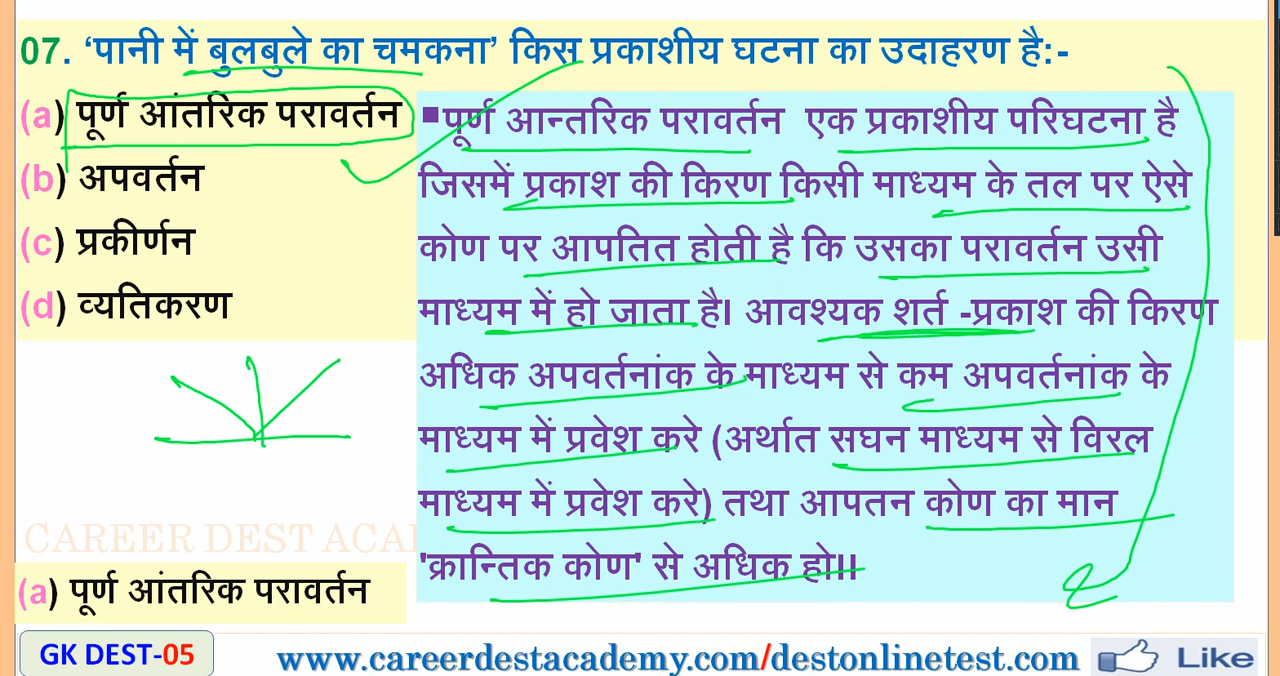 07. ‘पानी में बुलबुले का चमकना’ किस प्रकाशीय घटना का उदाहरण है:-
(a) पूर्ण आंतरिक परावर्तन
(b) अपवर्तन
(c) प्रकीर्णन
(d) व्यतिकरण
▪पूर्ण आन्तरिक परावर्तन एक प्रकाशीय परिघटना है
जिसमें प्रकाश की किरण किसी माध्यम के तल पर ऐसे
कोण पर आपतित होती है कि उसका परावर्तन उसी
माध्यम में हो जाता है। आवश्यक शर्त -प्रकाश की किरण
अधिक अपवर्तनांक के माध्यम से कम अपवर्तनांक के
माध्यम में प्रवेश करे (अर्थात सघन माध्यम से विरल
माध्यम में प्रवेश करे) तथा आपतन कोण का मान
'क्रान्तिक कोण' से अधिक हो।।
CAREER DEST ACA
(a) पूर्ण आंतरिक परावर्तन
GK DEST-05
www.careerdestacademy.com/destonlinetest.com
Like